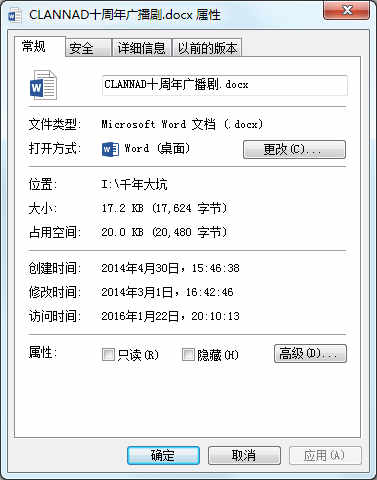 CLANNAD十周年广播剧.docx 属性
常规 安全 详细信息 以前的版本
CLANNAD十周年广播剧.docx
文件类型: Microsoft Word 文档 (.docx)
打开方式: Word (桌面) 更改(C)...
位置: I:\千年大坑
大小: 17.2 KB (17,624 字节)
占用空间: 20.0 KB (20,480 字节)
创建时间: 2014年4月30日，15:46:38
修改时间: 2014年3月1日，16:42:46
访问时间: 2016年1月22日，20:10:13
属性: 只读(R) 隐藏(H) 高级(D)...
确定 取消 应用(A)